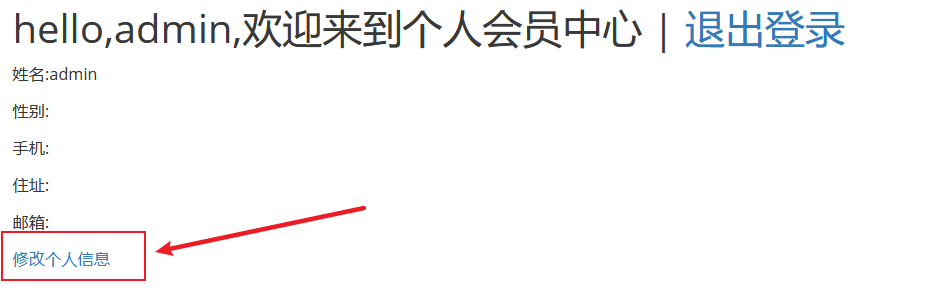 hello,admin,欢迎来到个人会员中心 | 退出登录
姓名:admin
性别:
手机:
住址:
邮箱:
修改个人信息